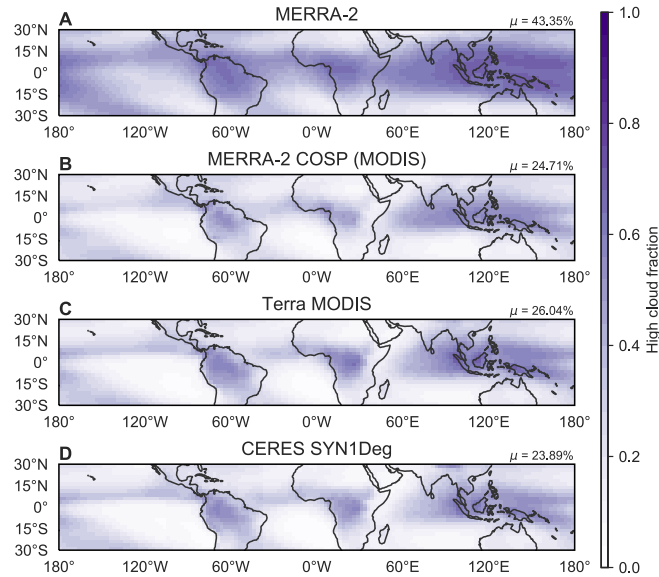 A MERRA-2 μ = 43.35%
30°N
15°N
0°
15°S
30°S
180° 120°W 60°W 0°W 60°E 120°E 180°
B MERRA-2 COSP (MODIS) μ = 24.71%
30°N
15°N
0°
15°S
30°S
180° 120°W 60°W 0°W 60°E 120°E 180°
C Terra MODIS μ = 26.04%
30°N
15°N
0°
15°S
30°S
180° 120°W 60°W 0°W 60°E 120°E 180°
D CERES SYN1Deg μ = 23.89%
30°N
15°N
0°
15°S
30°S
180° 120°W 60°W 0°W 60°E 120°E 180°
1.0
0.8
0.6
0.4
0.2
0.0
High cloud fraction